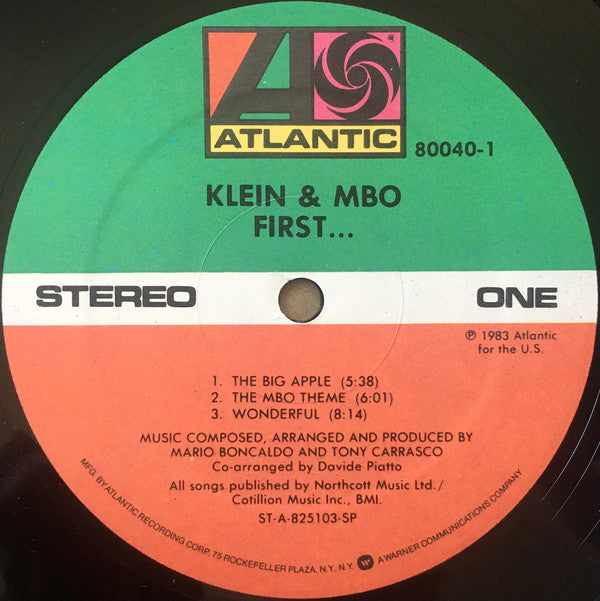 ATLANTIC
80040-1
KLEIN & MBO
FIRST...
STEREO
ONE
℗ 1983 Atlantic
for the U.S.
1. THE BIG APPLE (5:38)
2. THE MBO THEME (6:01)
3. WONDERFUL (8:14)
MUSIC COMPOSED, ARRANGED AND PRODUCED BY
MARIO BONCALDO AND TONY CARRASCO
Co-arranged by Davide Piatto
All songs published by Northcott Music Ltd./
Cotillion Music Inc., BMI.
ST-A-825103-SP
MFG. BY ATLANTIC RECORDING CORP. 75 ROCKEFELLER PLAZA, N.Y., N.Y. A WARNER COMMUNICATIONS COMPANY